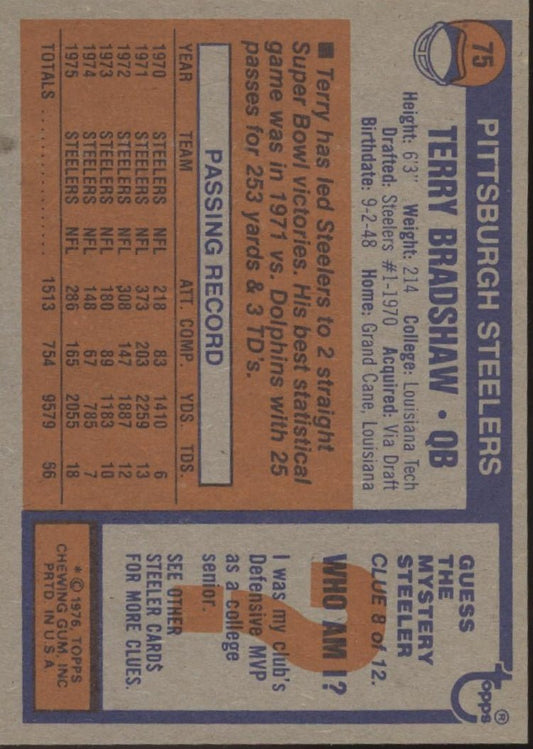 75
PITTSBURGH STEELERS
TERRY BRADSHAW • QB
Height: 6'3" Weight: 214 College: Louisiana Tech
Drafted: Steelers #1-1970 Acquired: Via Draft
Birthdate: 9-2-48 Home: Grand Cane, Louisiana
■ Terry has led Steelers to 2 straight
Super Bowl victories. His best statistical
game was in 1971 vs. Dolphins with 25
passes for 253 yards & 3 TD's.
PASSING RECORD
YEAR TEAM ATT. COMP. YDS. TDS.
1970 STEELERS NFL 218 83 1410 6
1971 STEELERS NFL 373 203 2259 13
1972 STEELERS NFL 308 147 1887 12
1973 STEELERS NFL 180 89 1183 10
1974 STEELERS NFL 148 67 785 7
1975 STEELERS NFL 286 165 2055 18
TOTALS .............. 1513 754 9579 66
topps®
GUESS
THE
MYSTERY
STEELER
CLUE 8 of 12.
WHO AM I?
I was my club's
Defensive MVP
as a college
senior.
SEE OTHER
STEELER CARDS
FOR MORE CLUES.
* © 1976, TOPPS
CHEWING GUM, INC
PRTD. IN U.S.A.